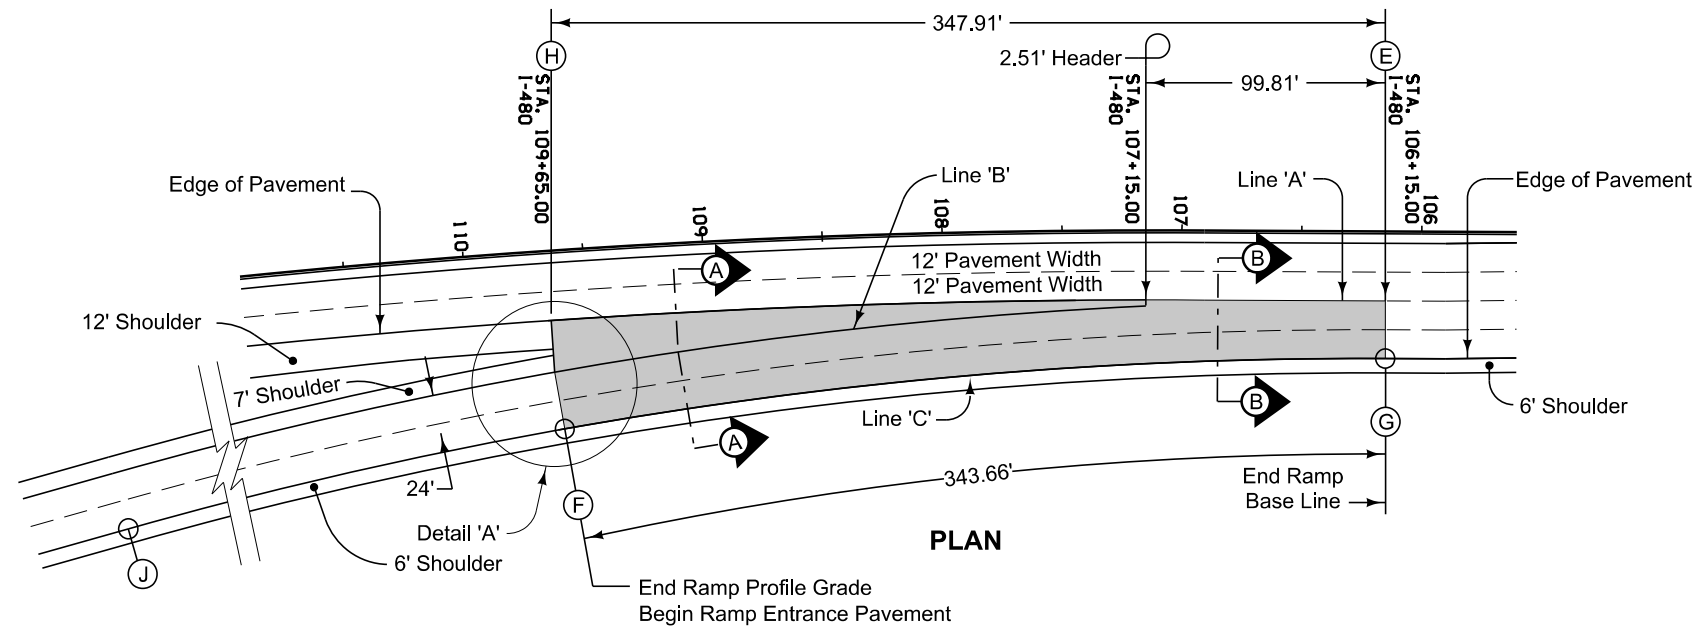 347.91'
H
E
2.51' Header
99.81'
STA. 109+65.00
I-480
STA. 107+15.00
I-480
STA. 106+15.00
I-480
Edge of Pavement
Line 'B'
Line 'A'
Edge of Pavement
110
109
108
107
106
A
12' Pavement Width
12' Pavement Width
B
12' Shoulder
7' Shoulder
Line 'C'
B
6' Shoulder
A
G
24'
343.66'
End Ramp
Base Line
F
Detail 'A'
PLAN
6' Shoulder
J
End Ramp Profile Grade
Begin Ramp Entrance Pavement